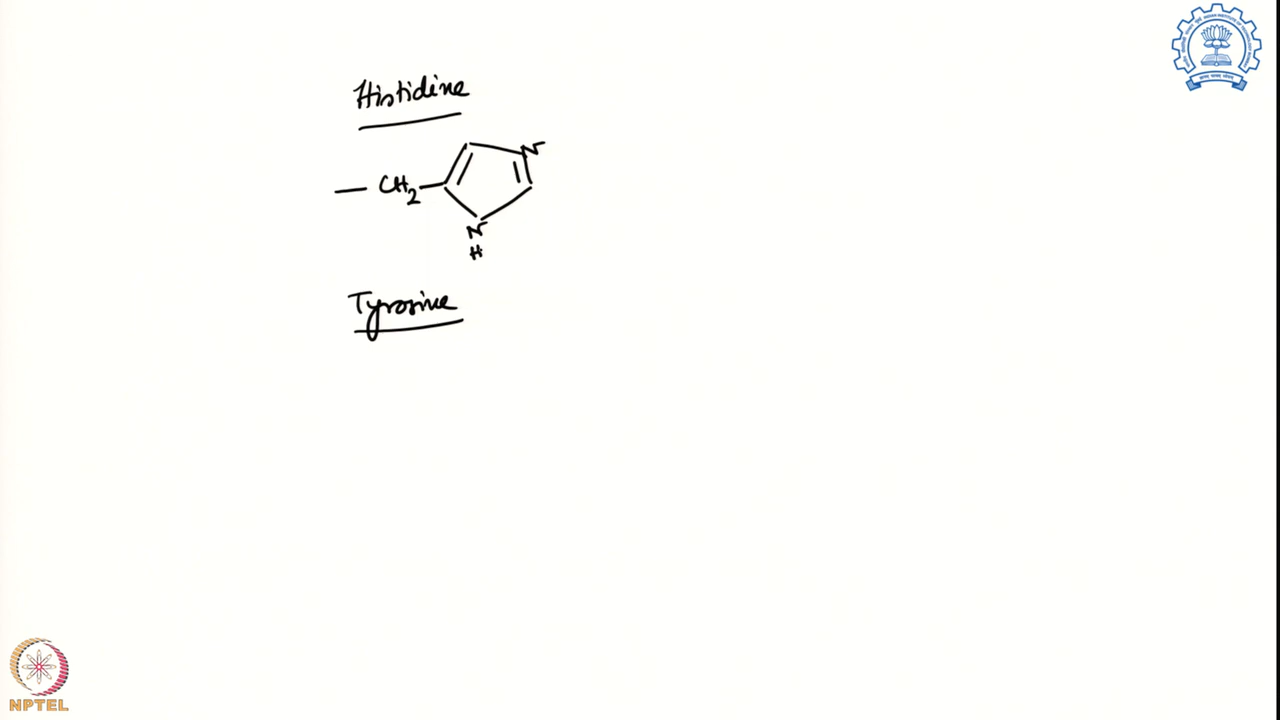 Histidine
N
— CH2
N
H
Tyrosine
NPTEL